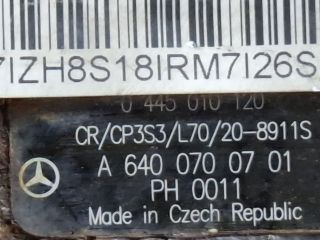 7IZH8S18IRM7I26S
0 445 010 120
CR/CP3S3/L70/20-8911S
A 640 070 07 01
PH 0011
Made in Czech Republic